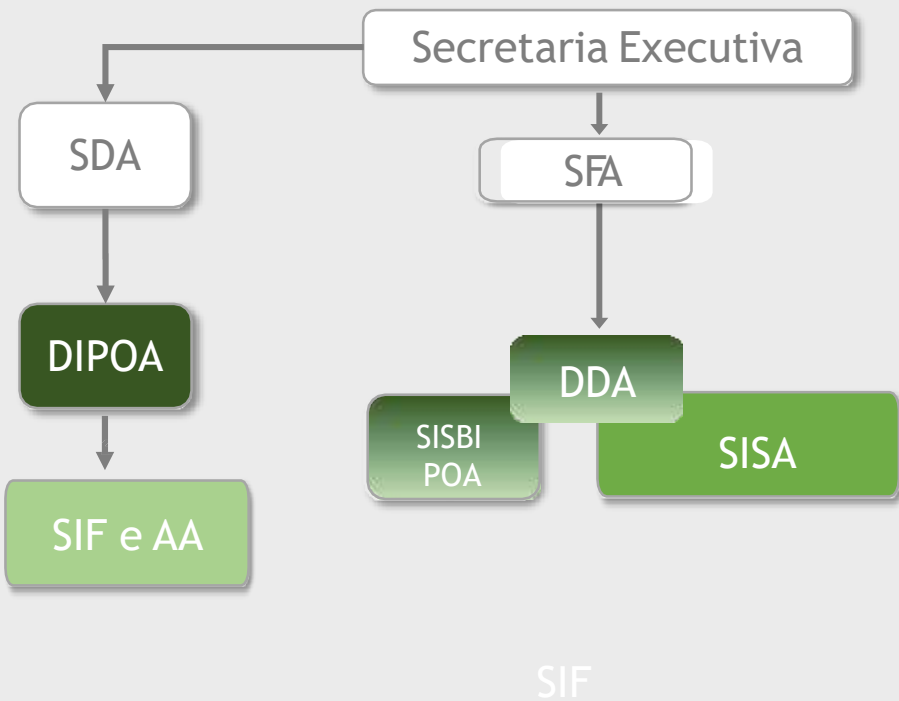 Secretaria Executiva
SDA
SFA
DIPOA
DDA
SISBI
POA
SISA
SIF e AA
SIF